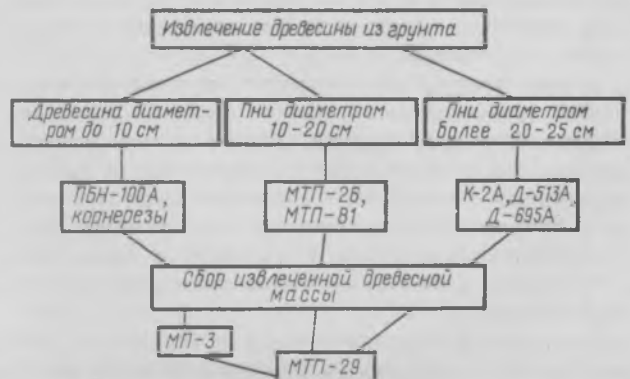 Извлечение древесины из грунта
Древесина диамет-
ром до 10 см
Пни диаметром
10-20 см
Пни диаметром
более 20-25 см
ПБН-100А,
корнерезы
МТП-26,
МТП-81
К-2А, Д-513А,
Д-695А
Сбор извлеченной древесной
массы
МП-3
МТП-29